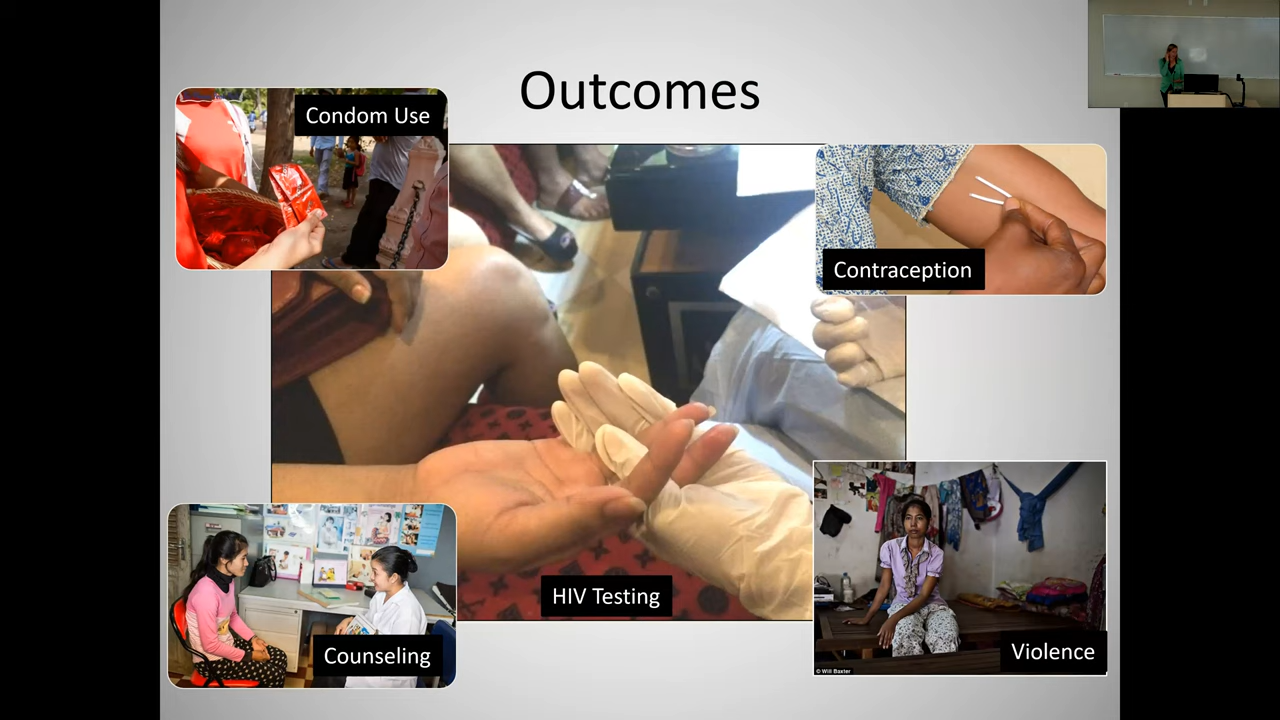 Outcomes
Condom Use
Contraception
HIV Testing
Counseling
Violence
© Will Baxter